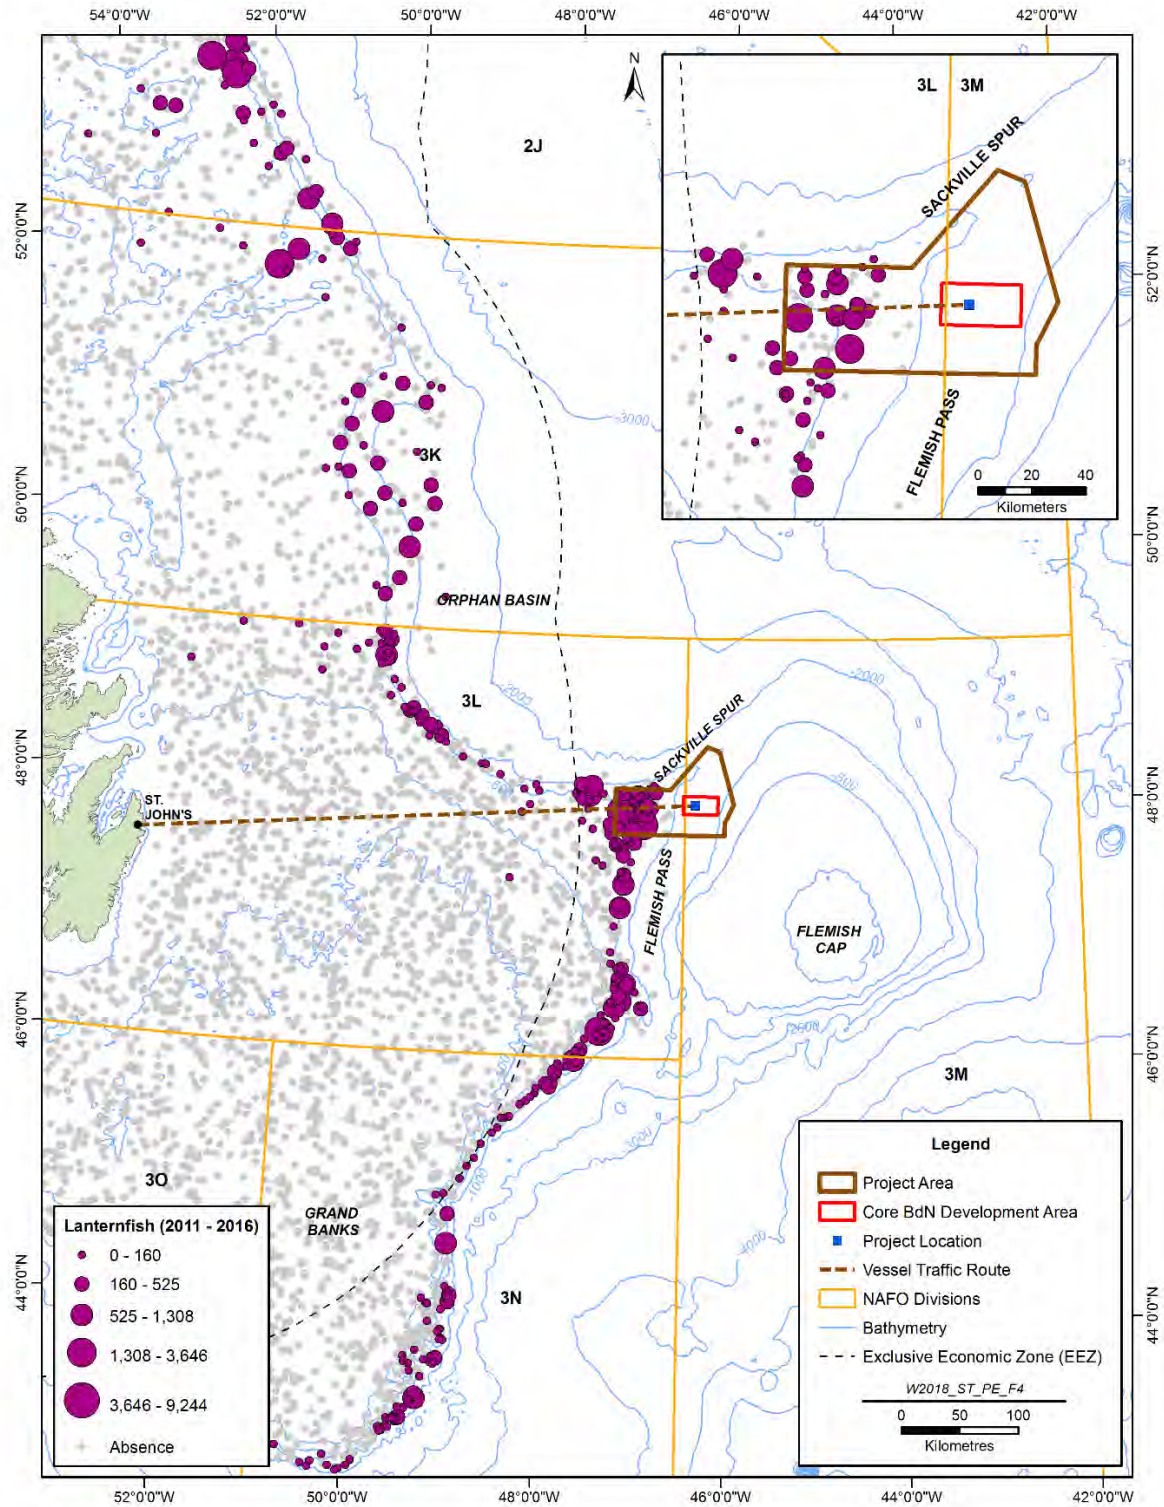 54°0'0"W 52°0'0"W 50°0'0"W 48°0'0"W 46°0'0"W 44°0'0"W 42°0'0"W
N
2J
3L 3M
SACKVILLE SPUR
FLEMISH PASS
0 20 40
Kilometers
52°0'0"N
52°0'0"N
-3000
3K
50°0'0"N
50°0'0"N
ORPHAN BASIN
3L
-2000
-2000
SACKVILLE SPUR
48°0'0"N
48°0'0"N
ST.
JOHN'S
FLEMISH PASS
FLEMISH
CAP
46°0'0"N
46°0'0"N
3M
-1000
-4000
3O
GRAND
BANKS
3N
44°0'0"N
44°0'0"N
Lanternfish (2011 - 2016)
0 - 160
160 - 525
525 - 1,308
1,308 - 3,646
3,646 - 9,244
Absence
Legend
Project Area
Core BdN Development Area
Project Location
Vessel Traffic Route
NAFO Divisions
Bathymetry
Exclusive Economic Zone (EEZ)
W2018_ST_PE_F4
0 50 100
Kilometres
52°0'0"W 50°0'0"W 48°0'0"W 46°0'0"W 44°0'0"W 42°0'0"W